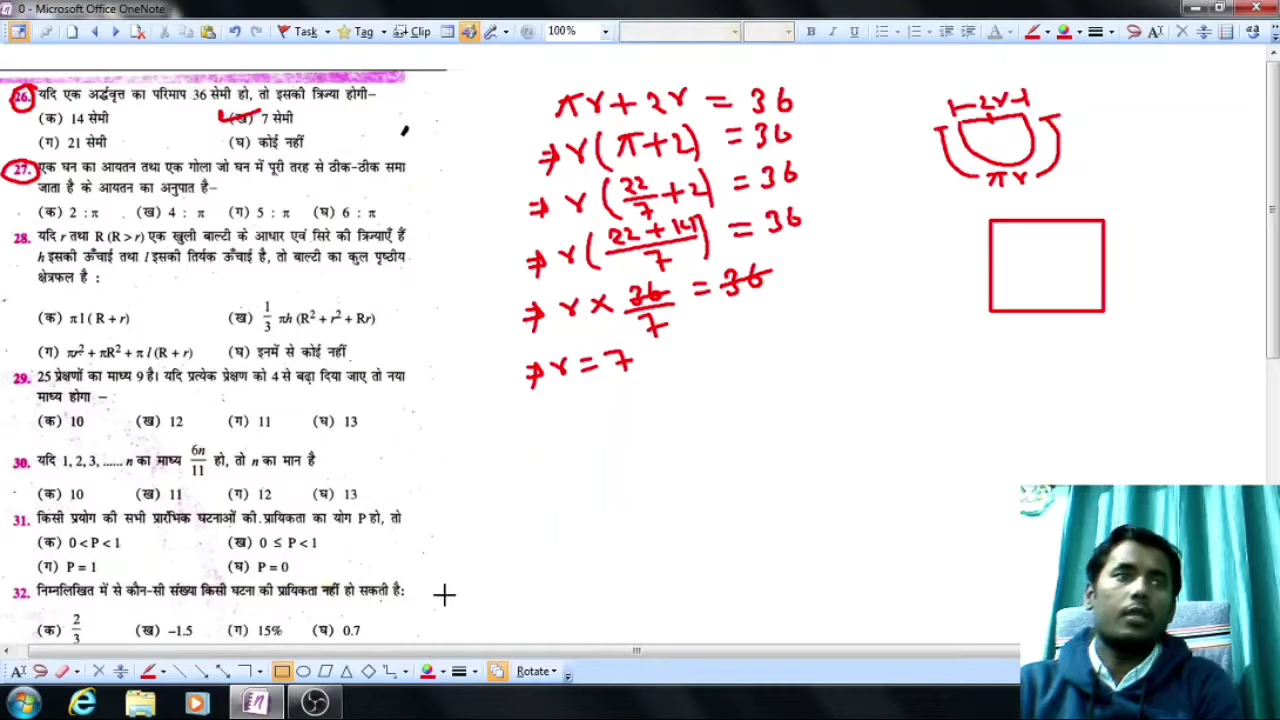 0 - Microsoft Office OneNote
Task
Tag
Clip
100%
B I U
26. यदि एक अर्द्धवृत्त का परिमाप 36 सेमी हो, तो इसकी त्रिज्या होगी–
(क) 14 सेमी (ख) 7 सेमी
(ग) 21 सेमी (घ) कोई नहीं
27. एक घन का आयतन तथा एक गोला जो घन में पूरी तरह से ठीक-ठीक समा
जाता है के आयतन का अनुपात है–
(क) 2 : π (ख) 4 : π (ग) 5 : π (घ) 6 : π
28. यदि r तथा R (R > r) एक खुली बाल्टी के आधार एवं सिरे की त्रिज्याएँ हैं
h इसकी ऊँचाई तथा l इसकी तिर्यक ऊँचाई है, तो बाल्टी का कुल पृष्ठीय
क्षेत्रफल है :
(क) π l ( R + r) (ख) 1/3 πh (R² + r² + Rr)
(ग) πr² + πR² + π l (R + r) (घ) इनमें से कोई नहीं
29. 25 प्रेक्षणों का माध्य 9 है। यदि प्रत्येक प्रेक्षण को 4 से बढ़ा दिया जाए तो नया
माध्य होगा –
(क) 10 (ख) 12 (ग) 11 (घ) 13
30. यदि 1, 2, 3, ...... n का माध्य 6n/11 हो, तो n का मान है
(क) 10 (ख) 11 (ग) 12 (घ) 13
31. किसी प्रयोग की सभी प्रारंभिक घटनाओं की प्रायिकता का योग P हो, तो
(क) 0 < P < 1 (ख) 0 ≤ P < 1
(ग) P = 1 (घ) P = 0
32. निम्नलिखित में से कौन-सी संख्या किसी घटना की प्रायिकता नहीं हो सकती है:
(क) 2/3 (ख) –1.5 (ग) 15% (घ) 0.7
πr + 2r = 36
⇒ r ( π + 2 ) = 36
⇒ r ( 22/7 + 2 ) = 36
⇒ r ( (22 + 14)/7 ) = 36
⇒ r × 36/7 = 36
⇒ r = 7
2r
πr
Rotate